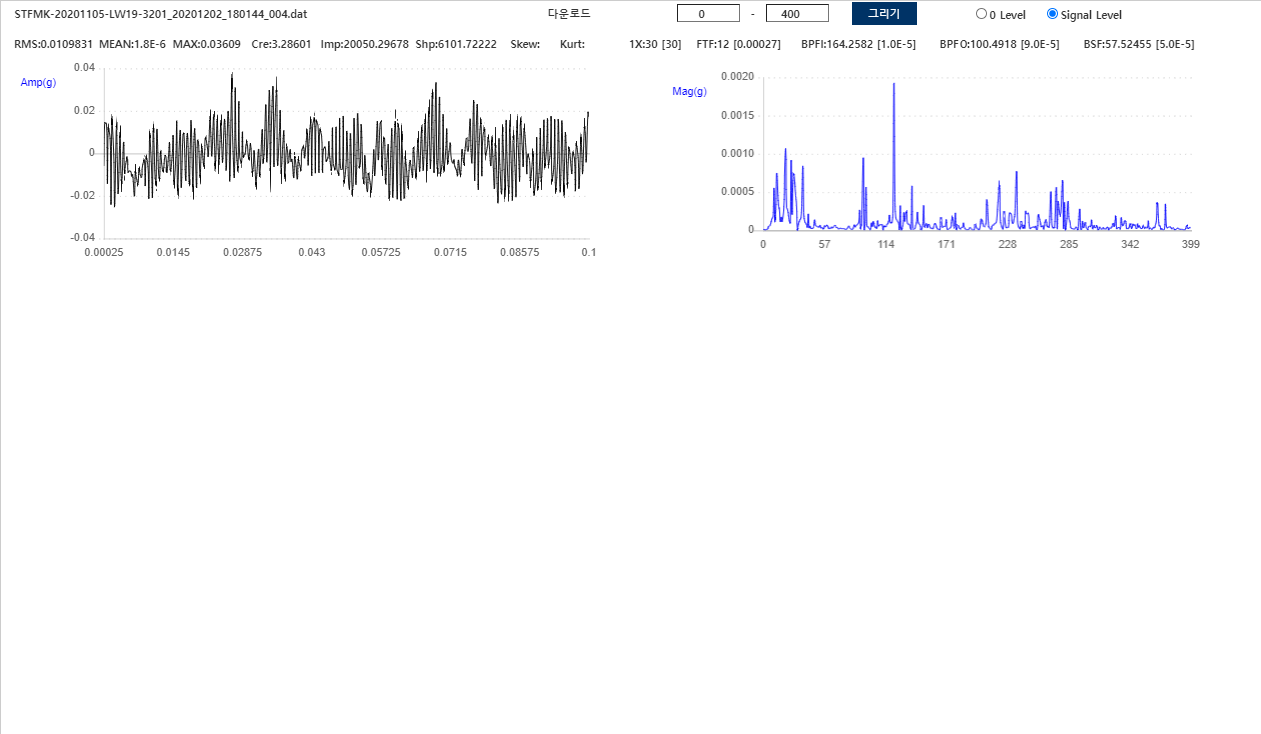 STFMK-20201105-LW19-3201_20201202_180144_004.dat 다운로드 0 - 400 그리기 0 Level Signal Level
RMS:0.0109831 MEAN:1.8E-6 MAX:0.03609 Cre:3.28601 Imp:20050.29678 Shp:6101.72222 Skew: Kurt: 1X:30 [30] FTF:12 [0.00027] BPFI:164.2582 [1.0E-5] BPFO:100.4918 [9.0E-5] BSF:57.52455 [5.0E-5]
Amp(g)
0.04
0.02
0
-0.02
-0.04
0.00025 0.0145 0.02875 0.043 0.05725 0.0715 0.08575 0.1
Mag(g)
0.0020
0.0015
0.0010
0.0005
0
0 57 114 171 228 285 342 399